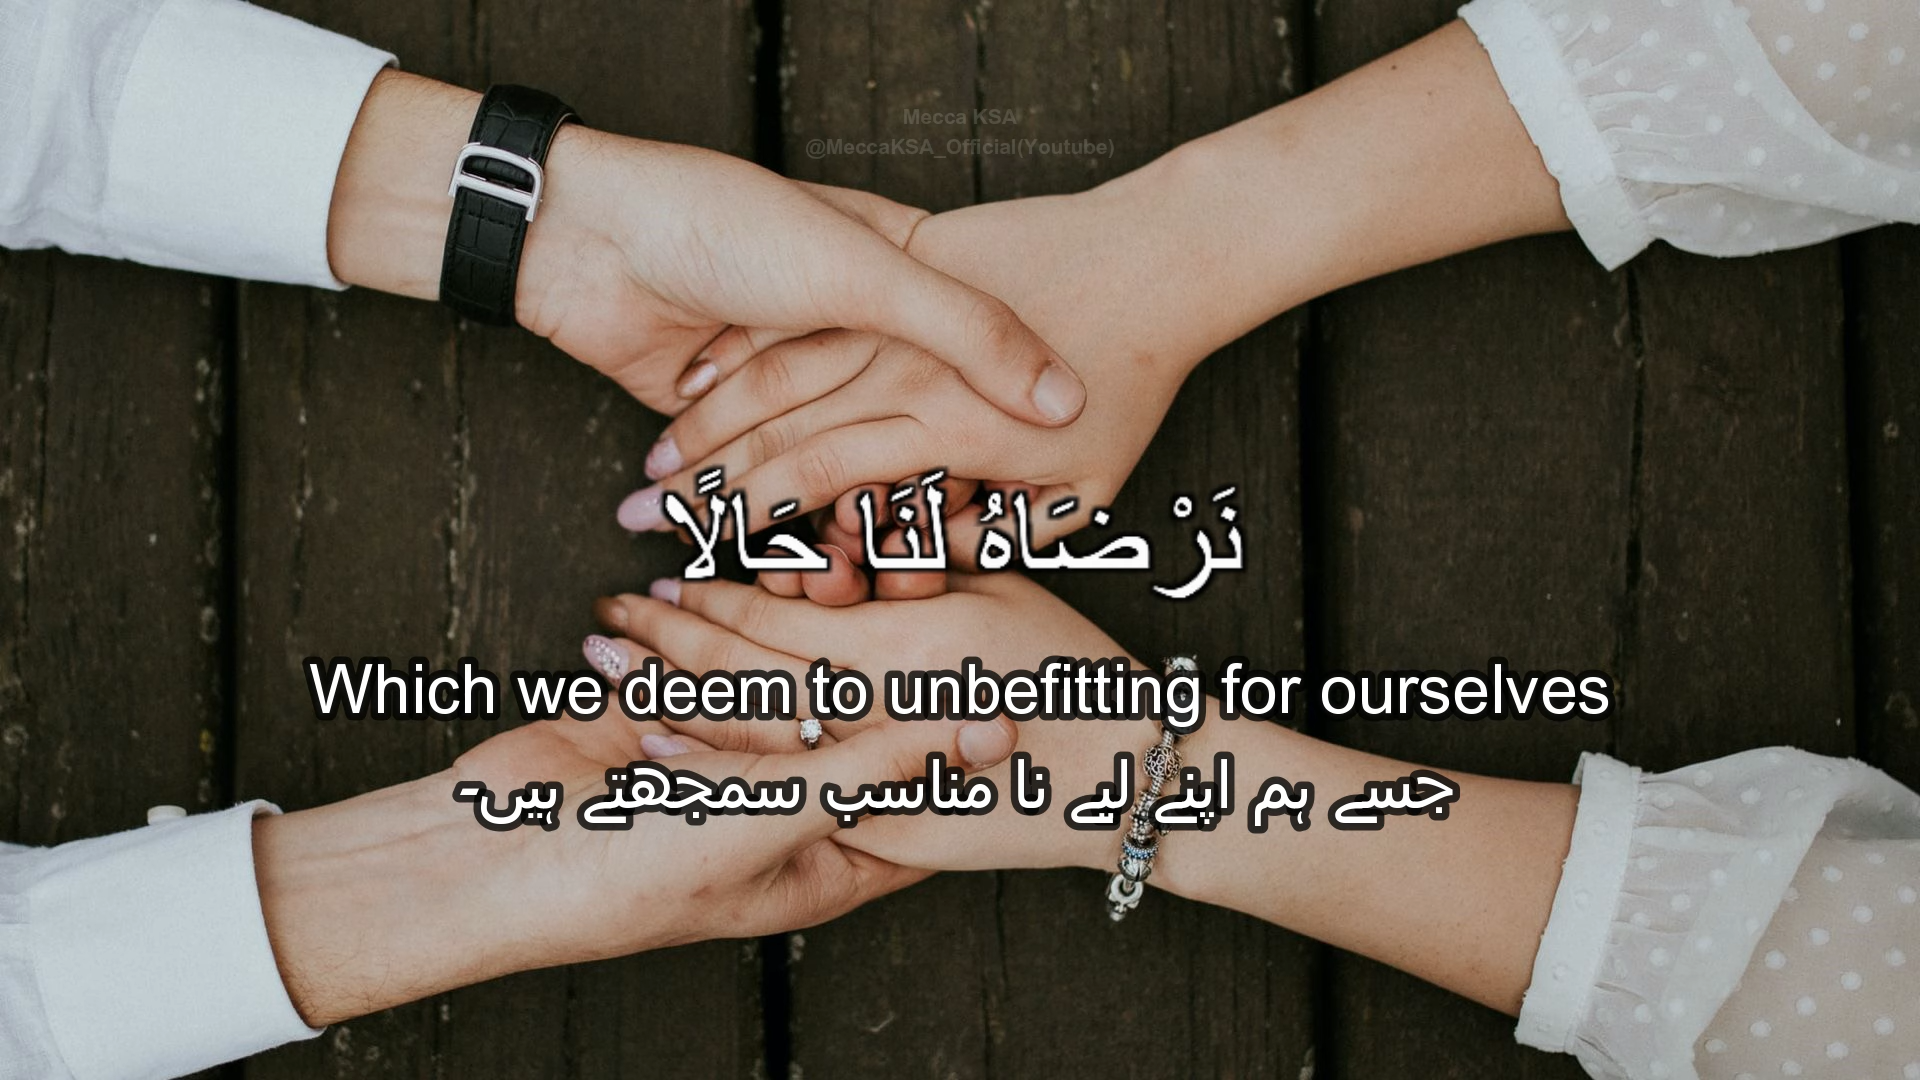 Mecca KSA
@MeccaKSA_Official(Youtube)
نَرْضَاهُ لَنَا حَالًا
Which we deem to unbefitting for ourselves
جسے ہم اپنے لیے نا مناسب سمجھتے ہیں-